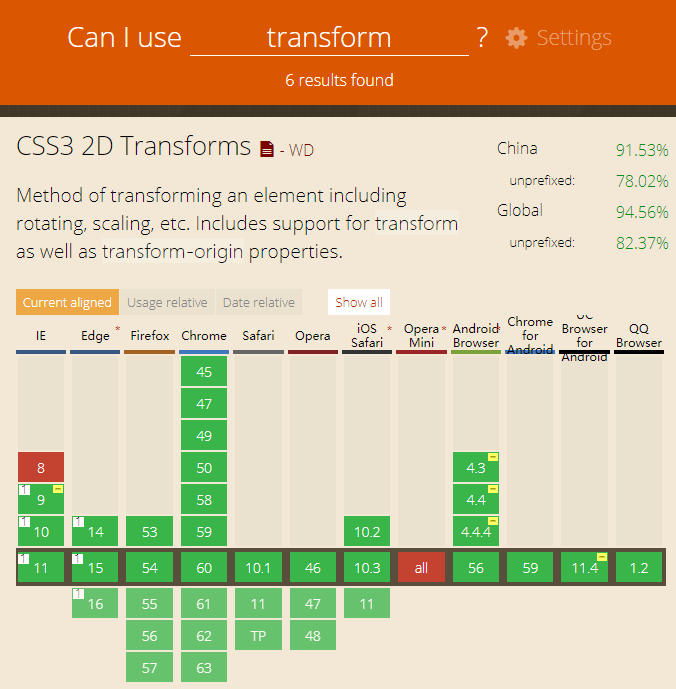 Can I use transform ? Settings
6 results found
CSS3 2D Transforms - WD
Method of transforming an element including
rotating, scaling, etc. Includes support for transform
as well as transform-origin properties.
China 91.53%
unprefixed: 78.02%
Global 94.56%
unprefixed: 82.37%
Current aligned Usage relative Date relative Show all
IE
Edge *
Firefox
Chrome
Safari
Opera
iOS *
Safari
Opera *
Mini
Android *
Browser
Chrome
for
Android
UC
Browser
for
Android
QQ
Browser
45
47
49
8 50 4.3
1 9 58 4.4
1 10 1 14 53 59 10.2 4.4.4
1 11 1 15 54 60 10.1 46 10.3 all 56 59 11.4 1.2
1 16 55 61 11 47 11
56 62 TP 48
57 63